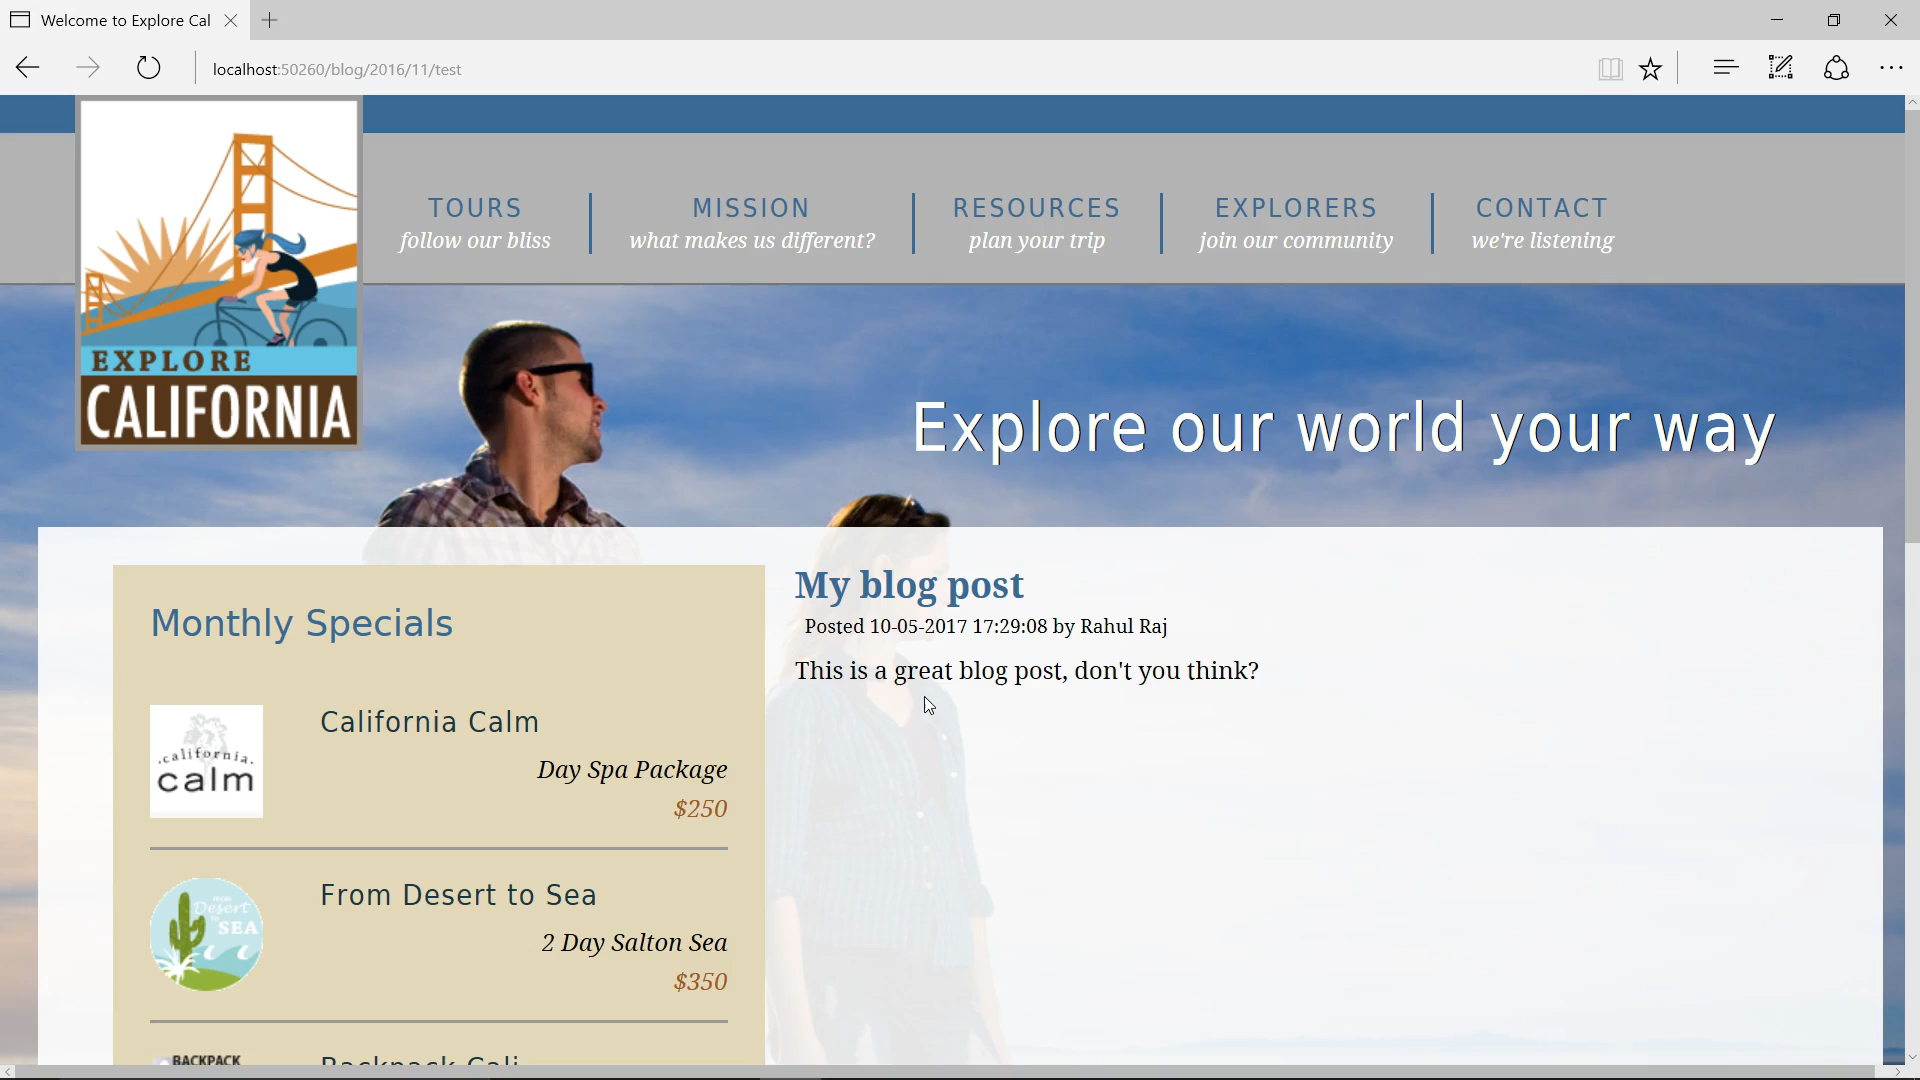 Welcome to Explore Cal
localhost:50260/blog/2016/11/test
EXPLORE
CALIFORNIA
TOURS
follow our bliss
MISSION
what makes us different?
RESOURCES
plan your trip
EXPLORERS
join our community
CONTACT
we're listening
Explore our world your way
Monthly Specials
.california.
calm
California Calm
Day Spa Package
$250
from
Desert
to
SEA
From Desert to Sea
2 Day Salton Sea
$350
BACKPACK
Backpack Cali
My blog post
Posted 10-05-2017 17:29:08 by Rahul Raj
This is a great blog post, don't you think?